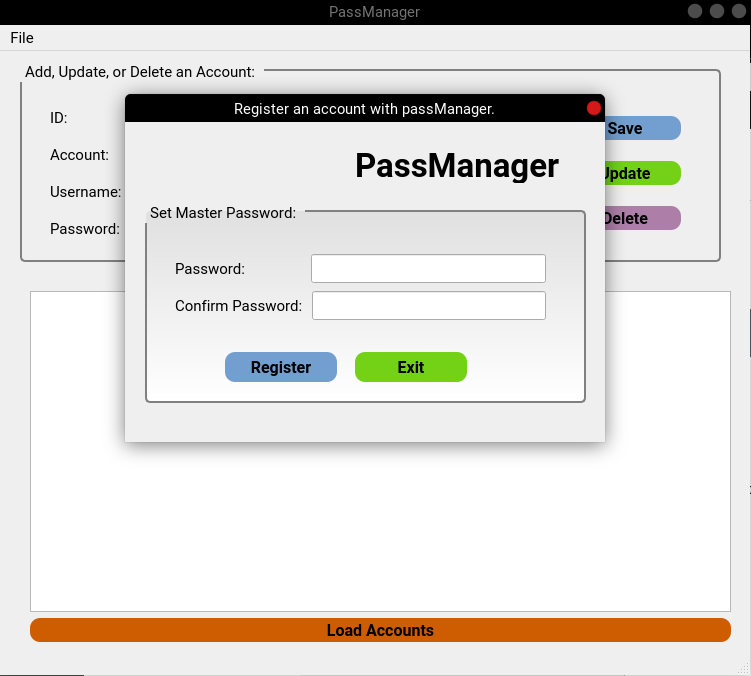 PassManager
File
Add, Update, or Delete an Account:
Register an account with passManager.
ID:
Save
Account:
PassManager
Update
Username:
Set Master Password:
Delete
Password:
Password:
Confirm Password:
Register
Exit
Load Accounts